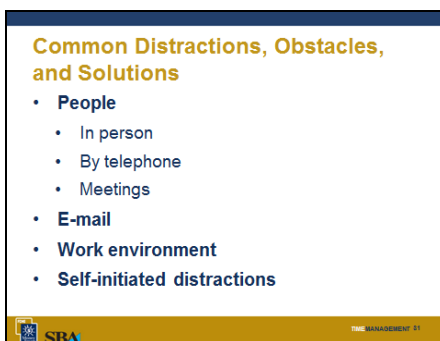 Common Distractions, Obstacles,
and Solutions
• People
• In person
• By telephone
• Meetings
• E-mail
• Work environment
• Self-initiated distractions
SBA
TIME MANAGEMENT